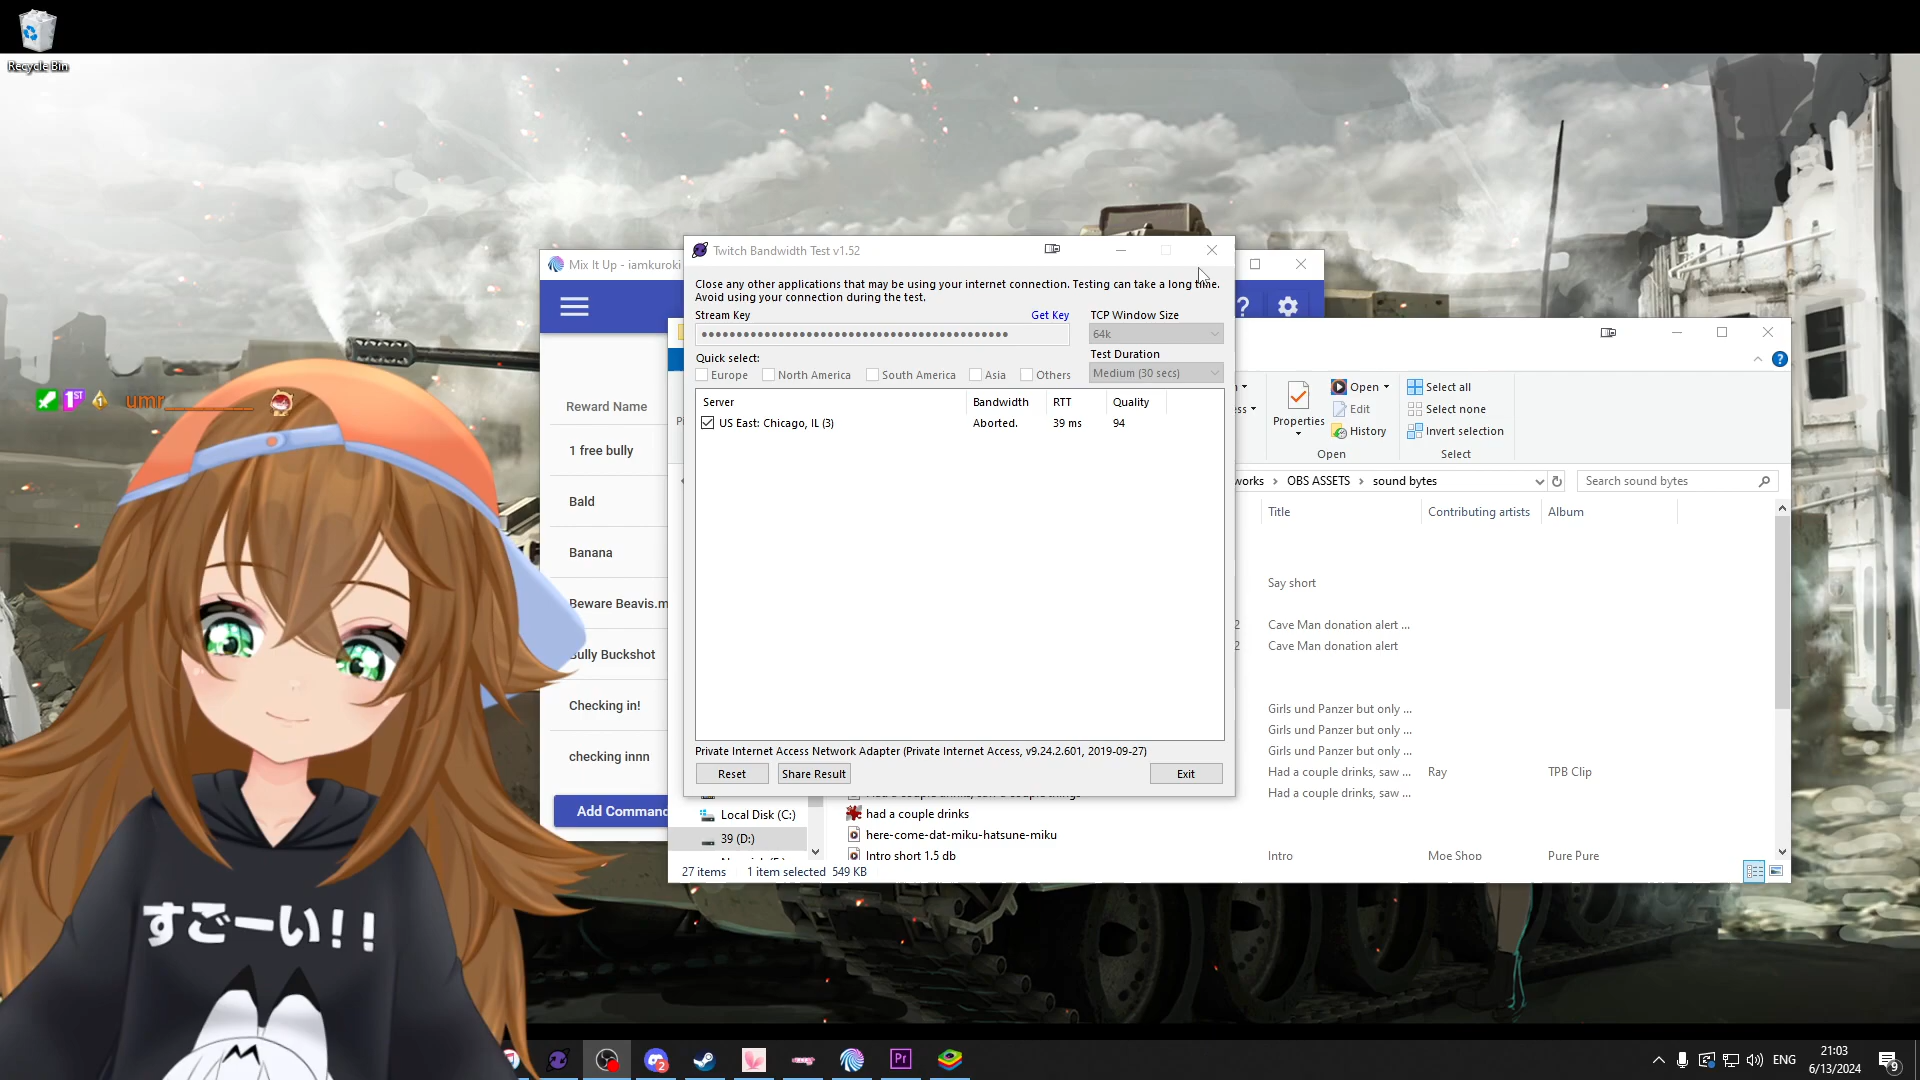 Recycle Bin
1ST
umr_________
Mix It Up - iamkuroki
Reward Name
1 free bully
Bald
Banana
Beware Beavis.m
Bully Buckshot
Checking in!
checking innn
Add Comman
Twitch Bandwidth Test v1.52
Close any other applications that may be using your internet connection. Testing can take a long time.
Avoid using your connection during the test.
Stream Key
Get Key
TCP Window Size
64k
Quick select:
Test Duration
Europe
North America
South America
Asia
Others
Medium (30 secs)
Server
Bandwidth
RTT
Quality
US East: Chicago, IL (3)
Aborted.
39 ms
94
Private Internet Access Network Adapter (Private Internet Access, v9.24.2.601, 2019-09-27)
Reset
Share Result
Exit
Properties
Open
Edit
History
Open
Select all
Select none
Invert selection
Select
works > OBS ASSETS > sound bytes
Search sound bytes
Title
Contributing artists
Album
Say short
2
Cave Man donation alert ...
2
Cave Man donation alert
Girls und Panzer but only ...
Girls und Panzer but only ...
Girls und Panzer but only ...
Had a couple drinks, saw ...
Ray
TPB Clip
Had a couple drinks, saw ...
Local Disk (C:)
39 (D:)
had a couple drinks
here-come-dat-miku-hatsune-miku
Intro short 1.5 db
Intro
Moe Shop
Pure Pure
27 items
1 item selected 549 KB
すごーい!!
2
Pr
ENG
21:03
6/13/2024
9